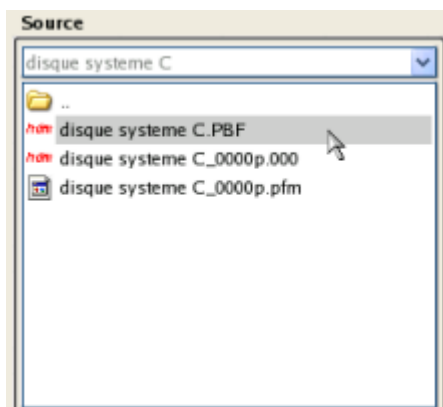 Source
disque systeme C
..
disque systeme C.PBF
disque systeme C_0000p.000
disque systeme C_0000p.pfm